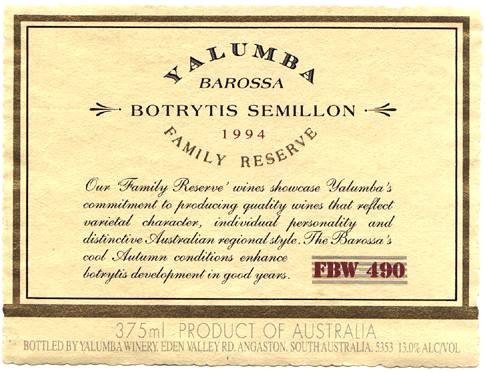 YALUMBA
BAROSSA
BOTRYTIS SEMILLON
1994
FAMILY RESERVE
Our 'Family Reserve' wines showcase Yalumba's
commitment to producing quality wines that reflect
varietal character, individual personality and
distinctive Australian regional style. The Barossa's
cool Autumn conditions enhance
botrytis development in good years.
FBW 490
375ml PRODUCT OF AUSTRALIA
BOTTLED BY YALUMBA WINERY, EDEN VALLEY RD, ANGASTON, SOUTH AUSTRALIA, 5353 13.0% ALC/VOL